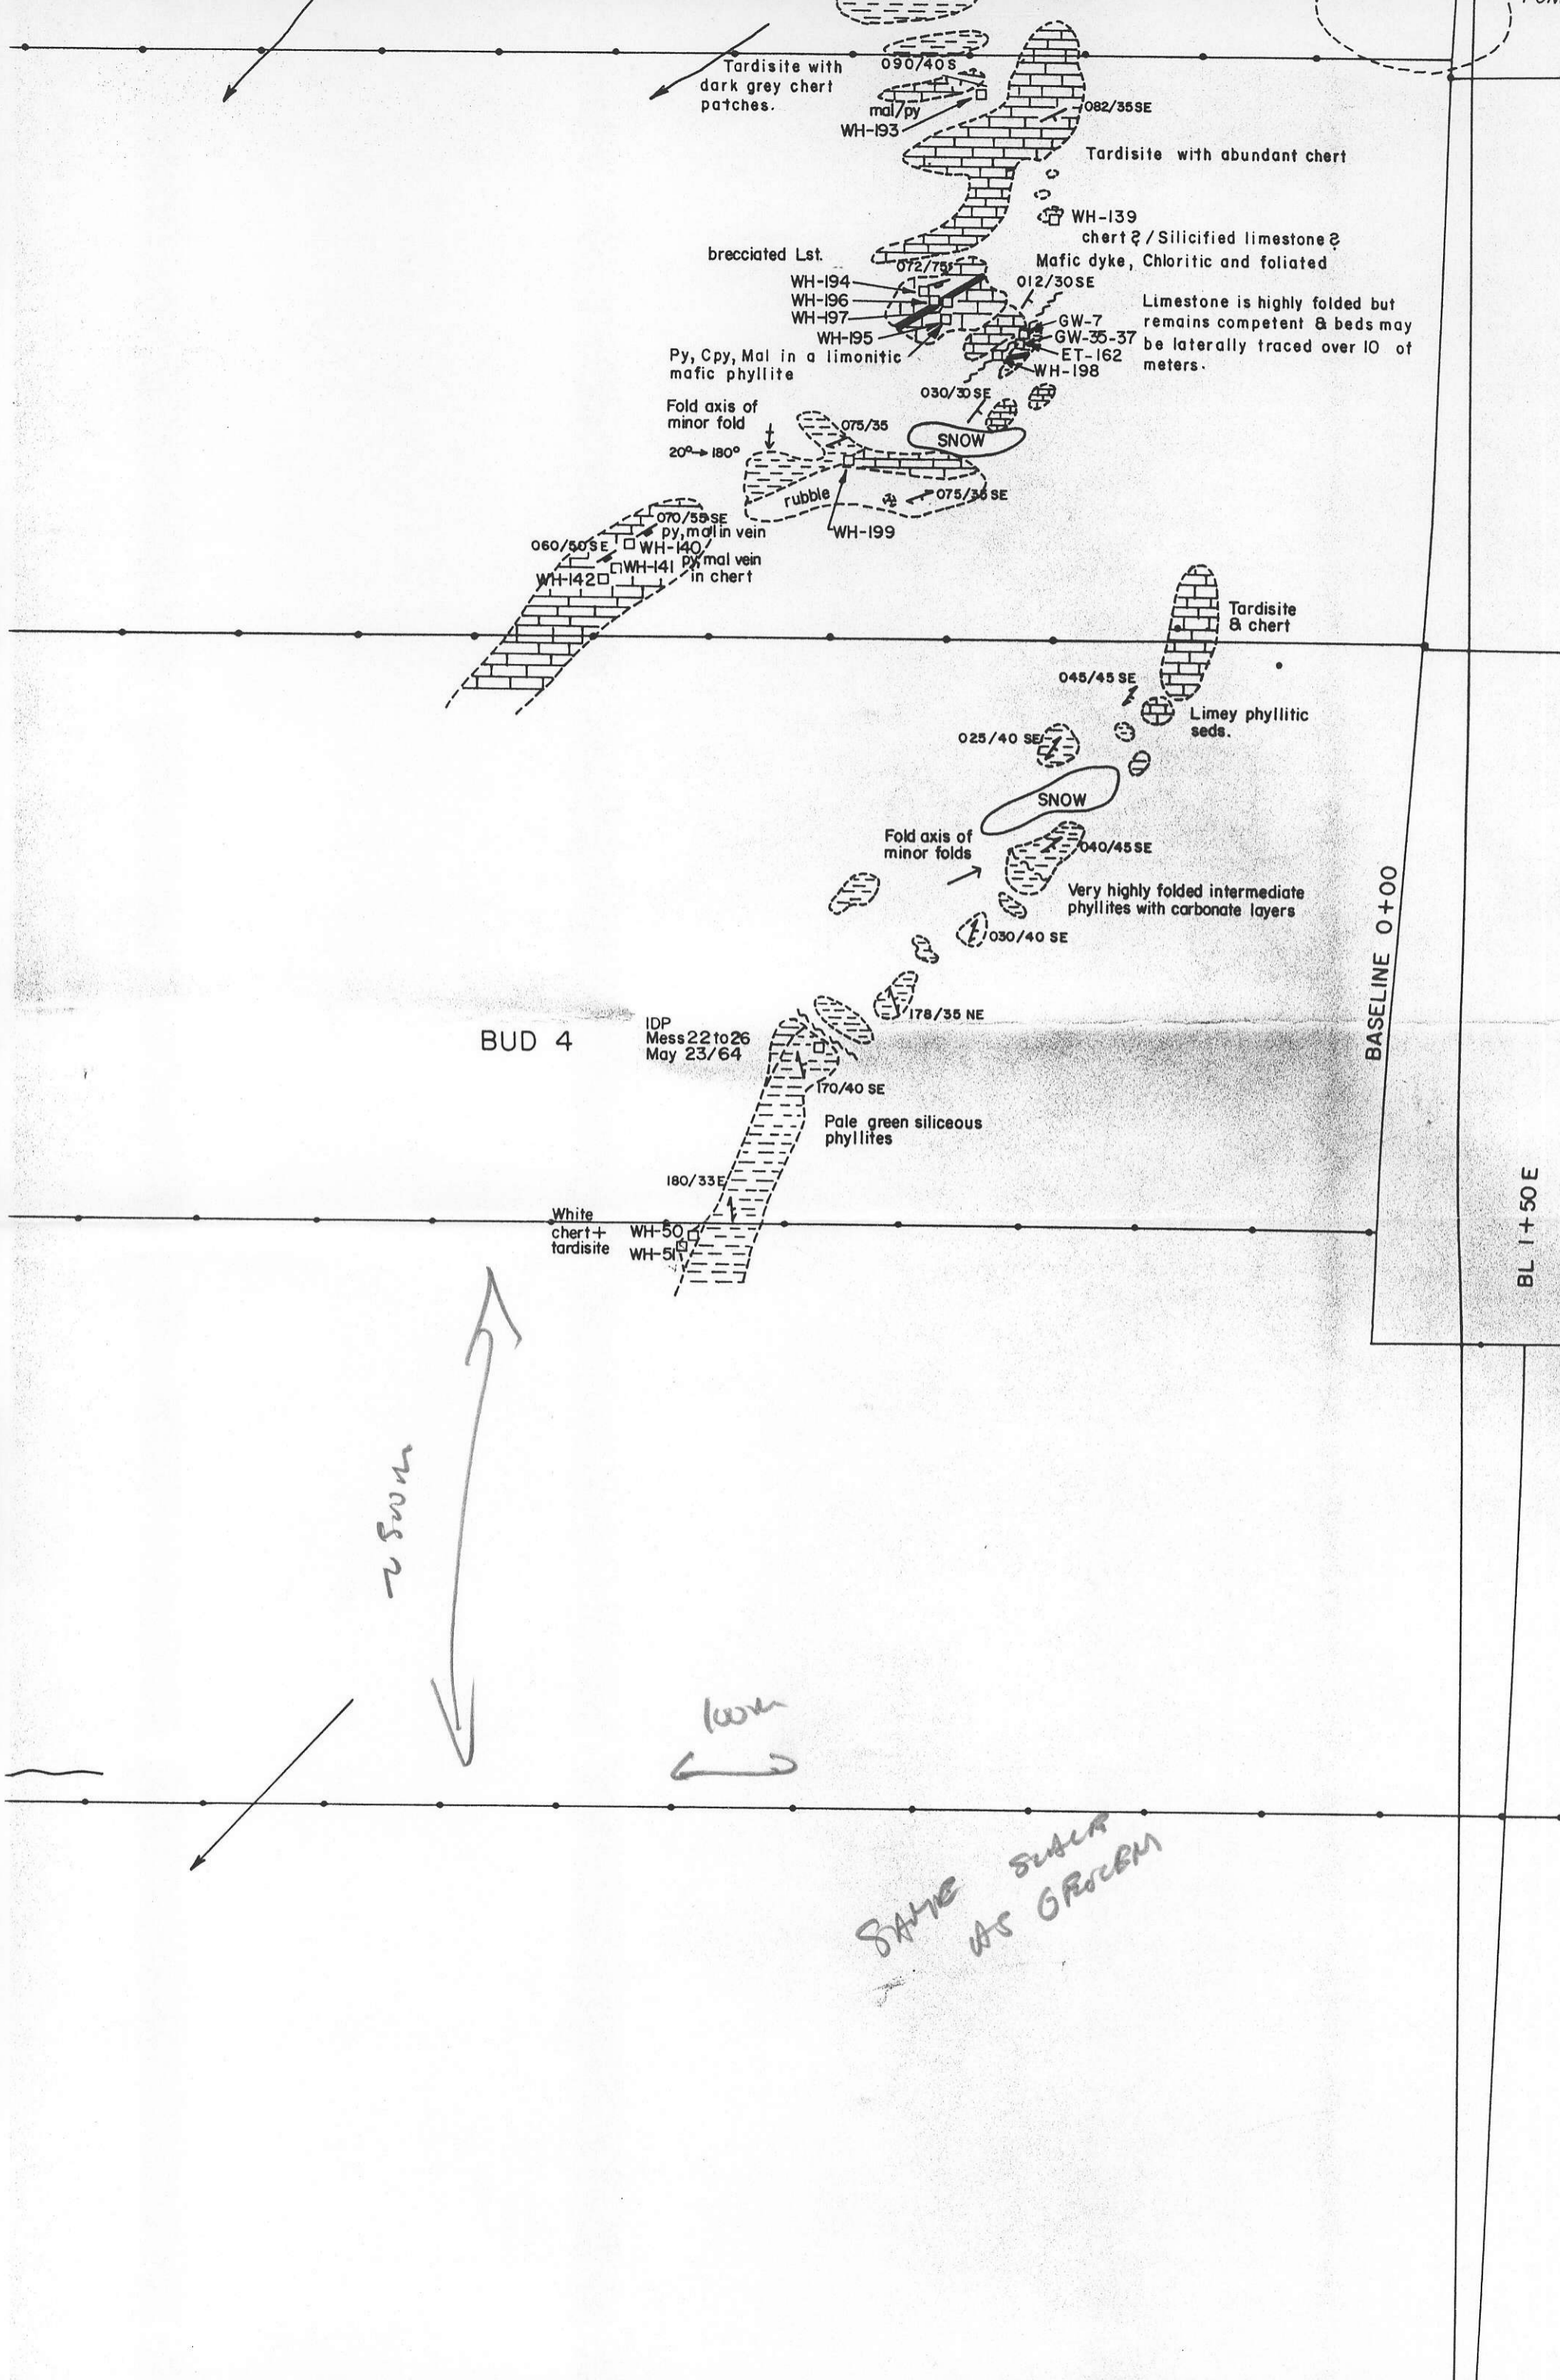 Tardisite with
dark grey chert
patches.
090/40S
mal/py
WH-193
082/35SE
Tardisite with abundant chert
WH-139
chert? / Silicified limestone?
Mafic dyke, Chloritic and foliated
brecciated Lst.
072/75
WH-194
WH-196
WH-197
WH-195
012/30SE
GW-7
GW-35-37
ET-162
WH-198
Limestone is highly folded but
remains competent & beds may
be laterally traced over 10 of
meters.
Py, Cpy, Mal in a limonitic
mafic phyllite
030/30SE
Fold axis of
minor fold
20°→180°
075/35
SNOW
rubble
075/35SE
WH-199
070/55SE
py, mal in vein
060/50SE
WH-140
WH-141
py, mal vein
in chert
WH-142
Tardisite
& chert
045/45 SE
Limey phyllitic
seds.
025/40 SE
SNOW
Fold axis of
minor folds
040/45SE
Very highly folded intermediate
phyllites with carbonate layers
030/40 SE
178/35 NE
BASELINE 0+00
BUD 4
IDP
Mess 22 to 26
May 23/64
170/40 SE
Pale green siliceous
phyllites
180/33E
White
chert+
tardisite
WH-50
WH-51
BL 1+50E
~ 500m
100m
SAME SCALE
AS